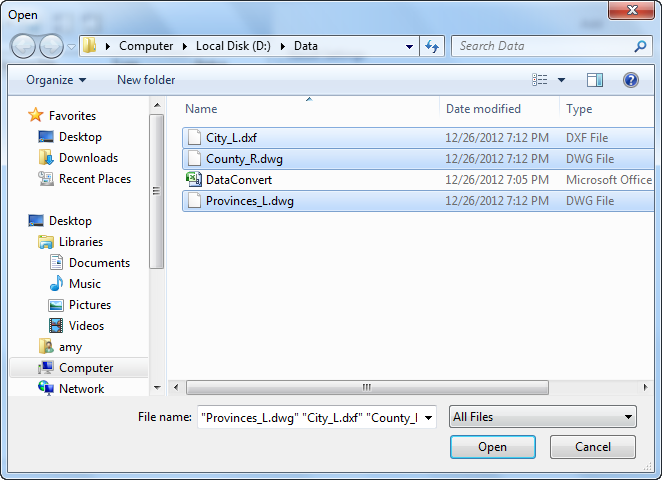 Open
Computer ▸ Local Disk (D:) ▸ Data
Search Data
Organize
New folder
Name
Date modified
Type
Favorites
Desktop
Downloads
Recent Places
Desktop
Libraries
Documents
Music
Pictures
Videos
amy
Computer
Network
City_L.dxf 12/26/2012 7:12 PM DXF File
County_R.dwg 12/26/2012 7:12 PM DWG File
DataConvert 12/26/2012 7:05 PM Microsoft Office
Provinces_L.dwg 12/26/2012 7:12 PM DWG File
File name: "Provinces_L.dwg" "City_L.dxf" "County_
All Files
Open
Cancel